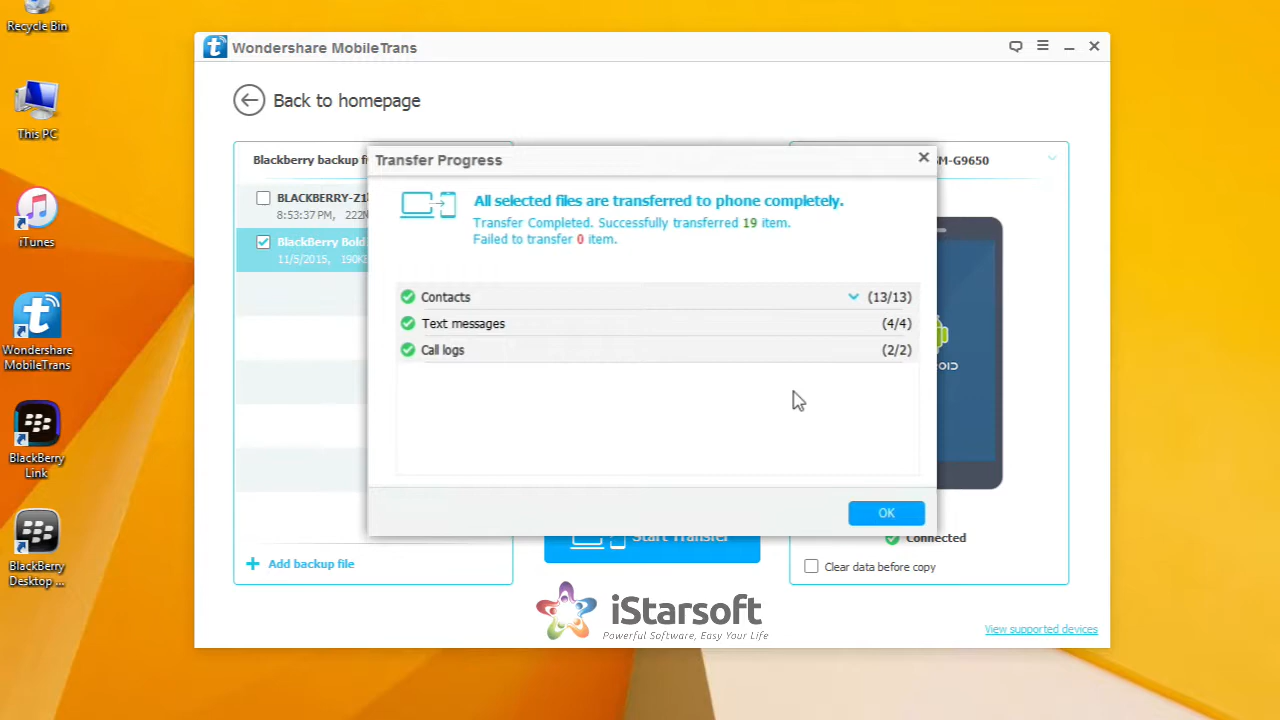 Recycle Bin
This PC
iTunes
Wondershare
MobileTrans
BlackBerry
Link
BlackBerry
Desktop ...
Wondershare MobileTrans
Back to homepage
Blackberry backup fi
BLACKBERRY-Z1
8:53:37 PM, 222
BlackBerry Bold
11/5/2015, 190K
Add backup file
Transfer Progress
All selected files are transferred to phone completely.
Transfer Completed. Successfully transferred 19 item.
Failed to transfer 0 item.
Contacts (13/13)
Text messages (4/4)
Call logs (2/2)
OK
Start Transfer
SM-G9650
OID
Connected
Clear data before copy
iStarsoft
Powerful Software, Easy Your Life
View supported devices